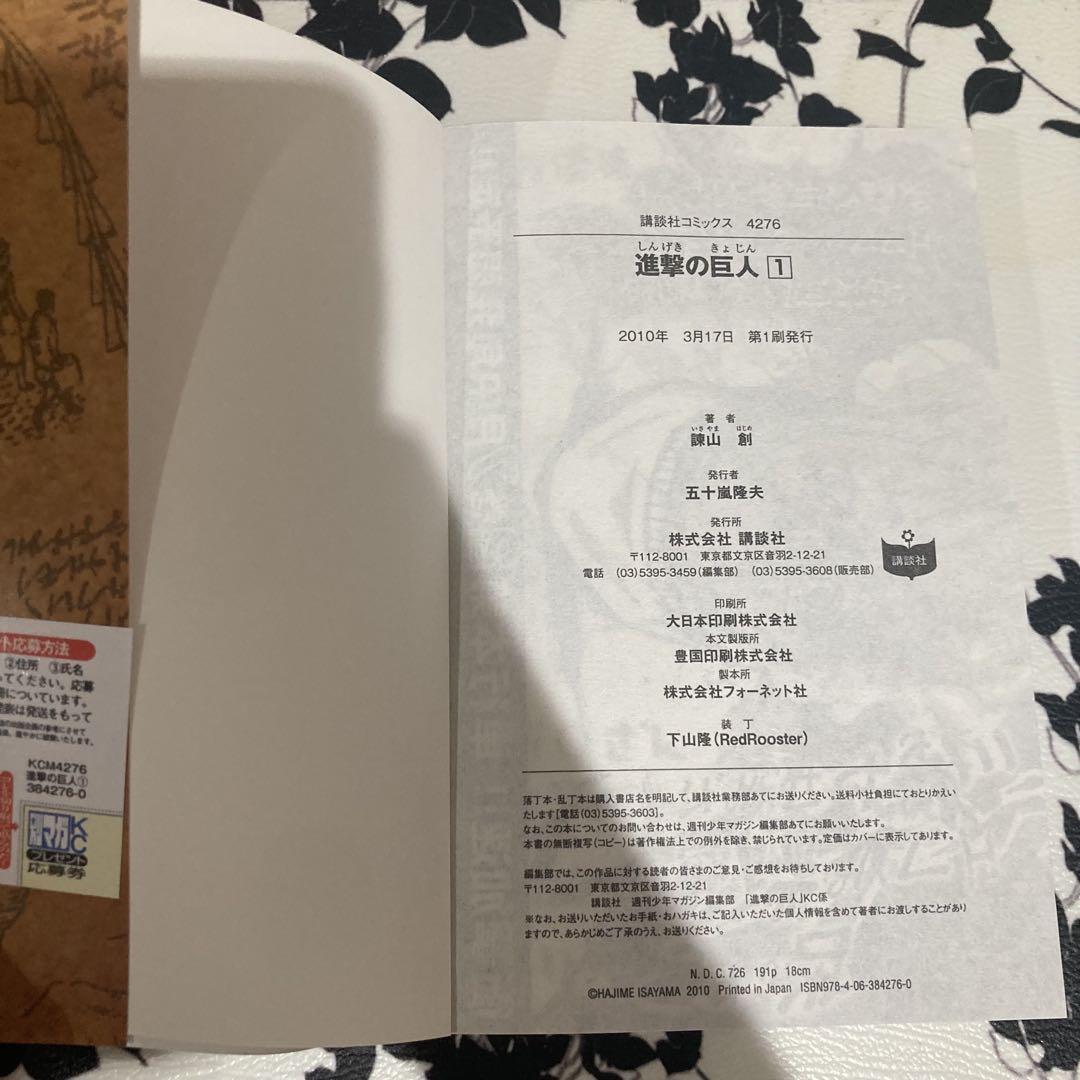 講談社コミックス 4276
しんげき きょじん
進撃の巨人 1
2010年 3月17日 第1刷発行
著 者
いさやま はじめ
諫山 創
発行者
五十嵐隆夫
発行所
株式会社 講談社
〒112-8001 東京都文京区音羽2-12-21
電話 (03)5395-3459(編集部) (03)5395-3608(販売部)
講談社
印刷所
大日本印刷株式会社
本文製版所
豊国印刷株式会社
製本所
株式会社フォーネット社
装 丁
下山隆(RedRooster)
落丁本・乱丁本は購入書店名を明記して、講談社業務部あてにお送りください。送料小社負担にておとりかえい
たします[電話(03)5395-3603]。
なお、この本についてのお問い合わせは、週刊少年マガジン編集部あてにお願いいたします。
本書の無断複写(コピー)は著作権法上での例外を除き、禁じられています。定価はカバーに表示してあります。
編集部では、この作品に対する読者の皆さまのご意見・ご感想をお待ちしております。
〒112-8001 東京都文京区音羽2-12-21
講談社 週刊少年マガジン編集部 「進撃の巨人」KC係
※なお、お送りいただいたお手紙・おハガキは、ご記入いただいた個人情報を含めて著者にお渡しすることがあり
ますので、あらかじめご了承のうえ、お送りください。
N.D.C.726 191p 18cm
©HAJIME ISAYAMA 2010 Printed in Japan ISBN978-4-06-384276-0
ト応募方法
②住所 ③氏名
ってください。応募
についています。
発表は発送をもって
KCM4276
進撃の巨人①
384276-0
マガ KC
プレゼント
応募券